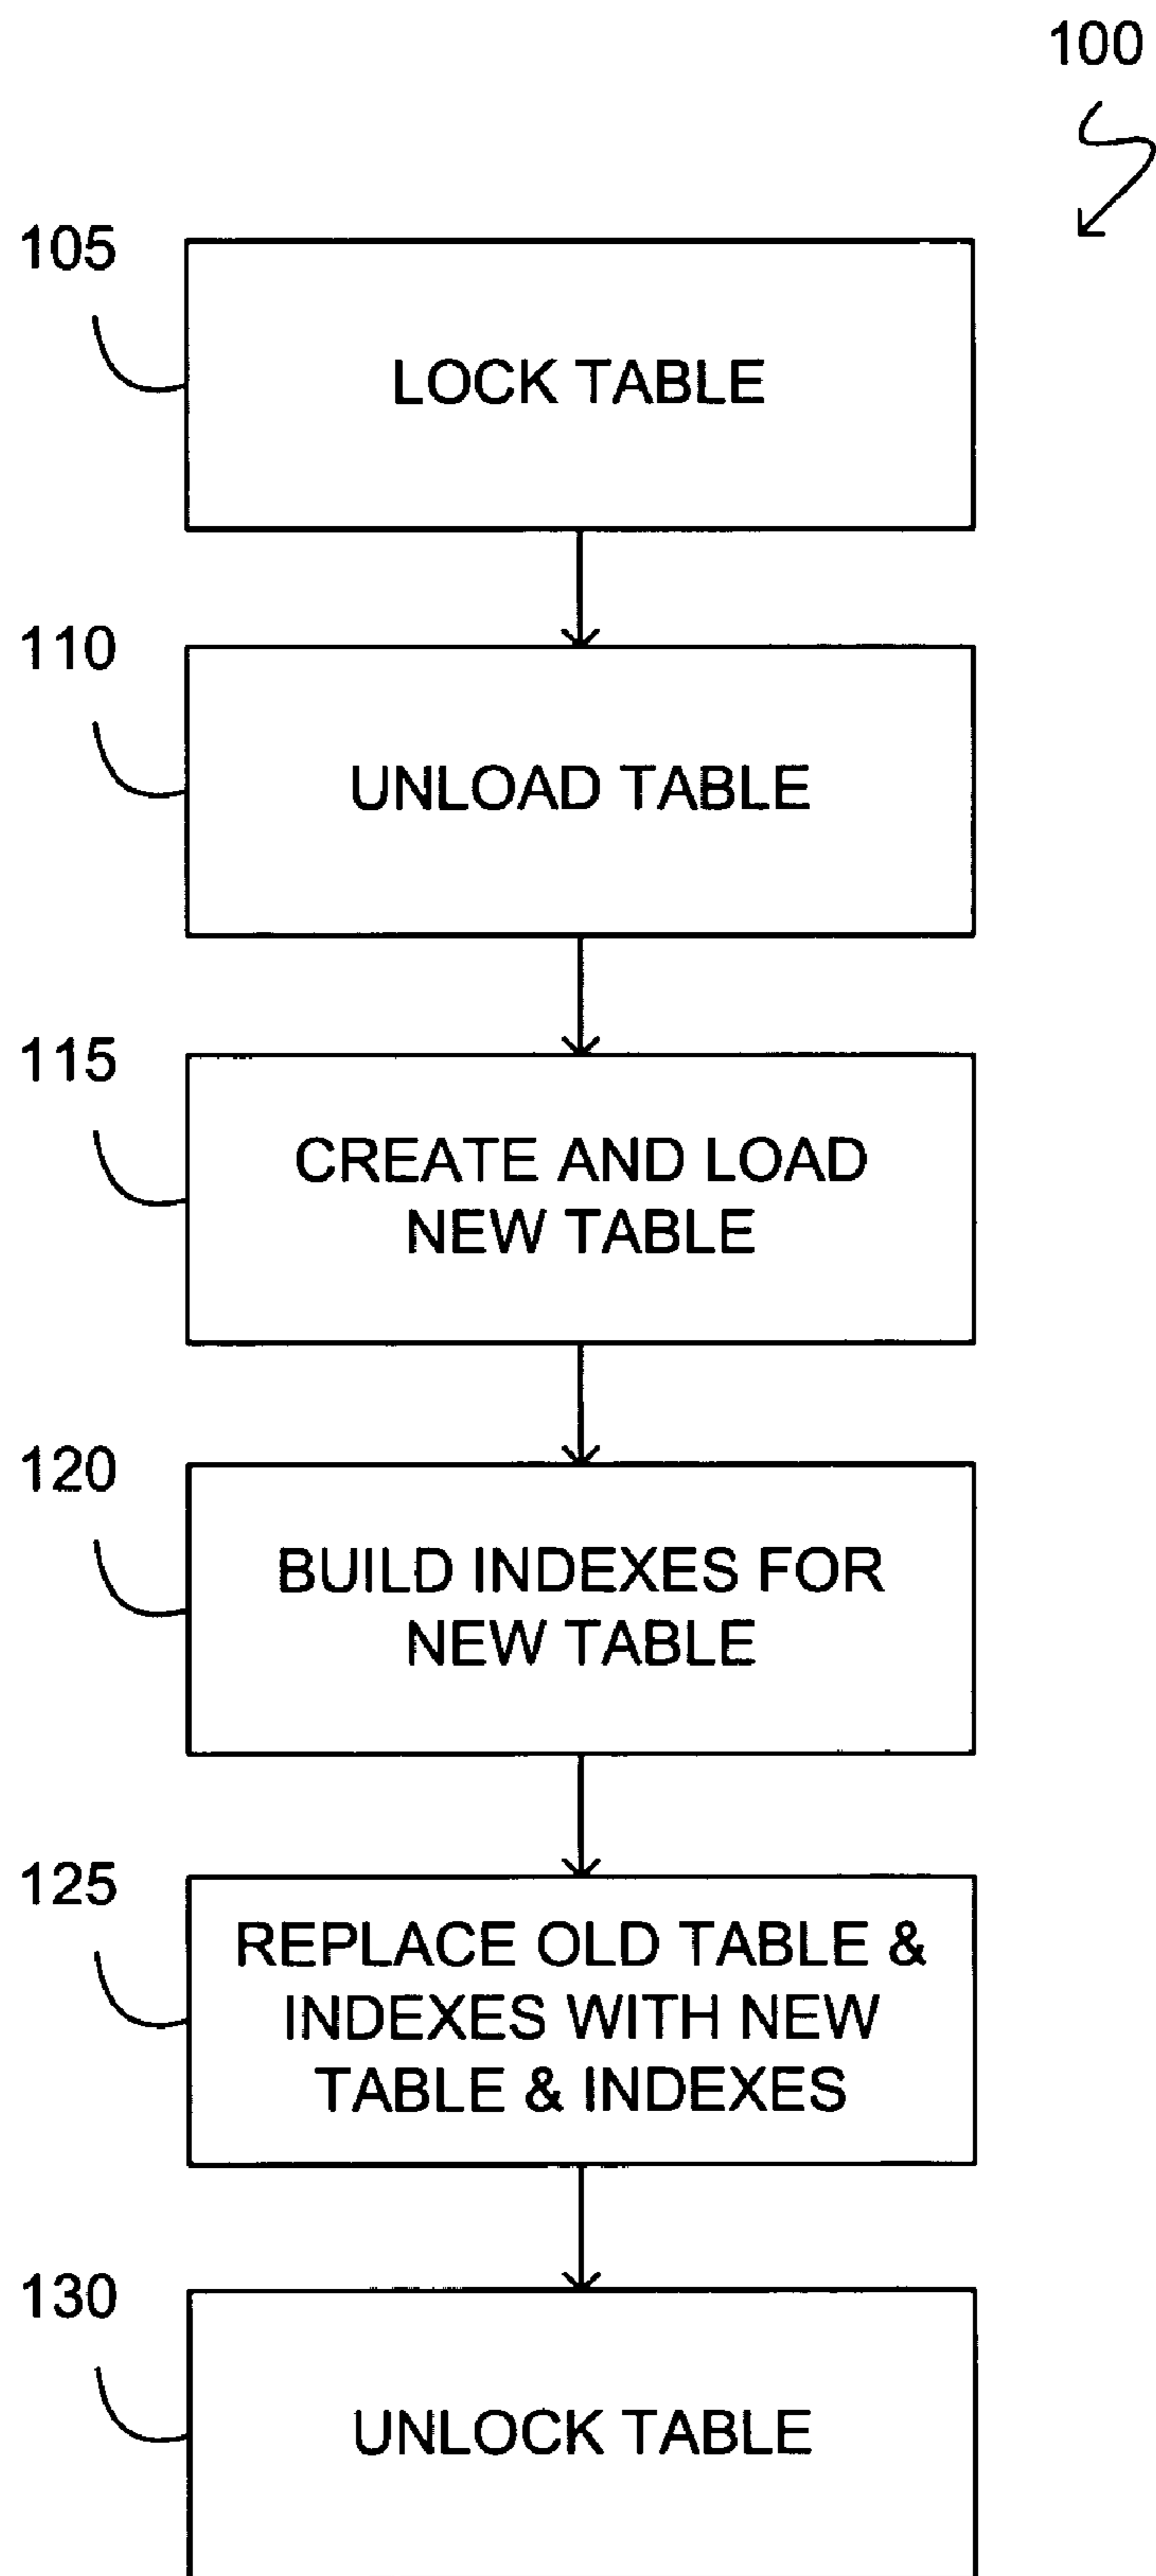 100
105
LOCK TABLE
110
UNLOAD TABLE
115
CREATE AND LOAD
NEW TABLE
120
BUILD INDEXES FOR
NEW TABLE
125
REPLACE OLD TABLE &
INDEXES WITH NEW
TABLE & INDEXES
130
UNLOCK TABLE